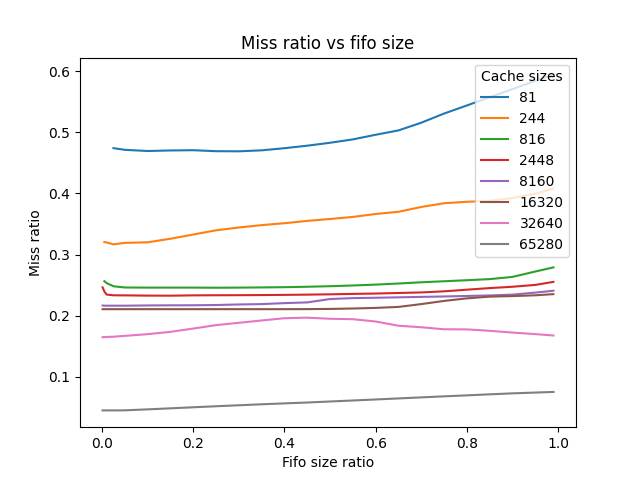 Miss ratio vs fifo size
Cache sizes
81
244
816
2448
8160
16320
32640
65280
0.6
0.5
0.4
0.3
0.2
0.1
Miss ratio
0.0 0.2 0.4 0.6 0.8 1.0
Fifo size ratio